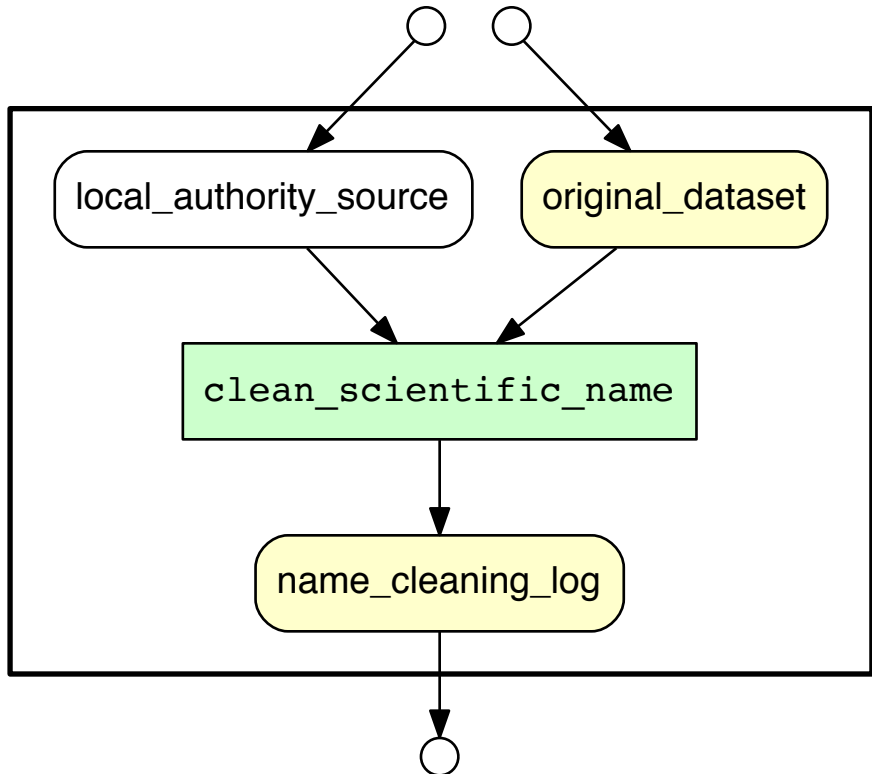 local_authority_source
original_dataset
clean_scientific_name
name_cleaning_log